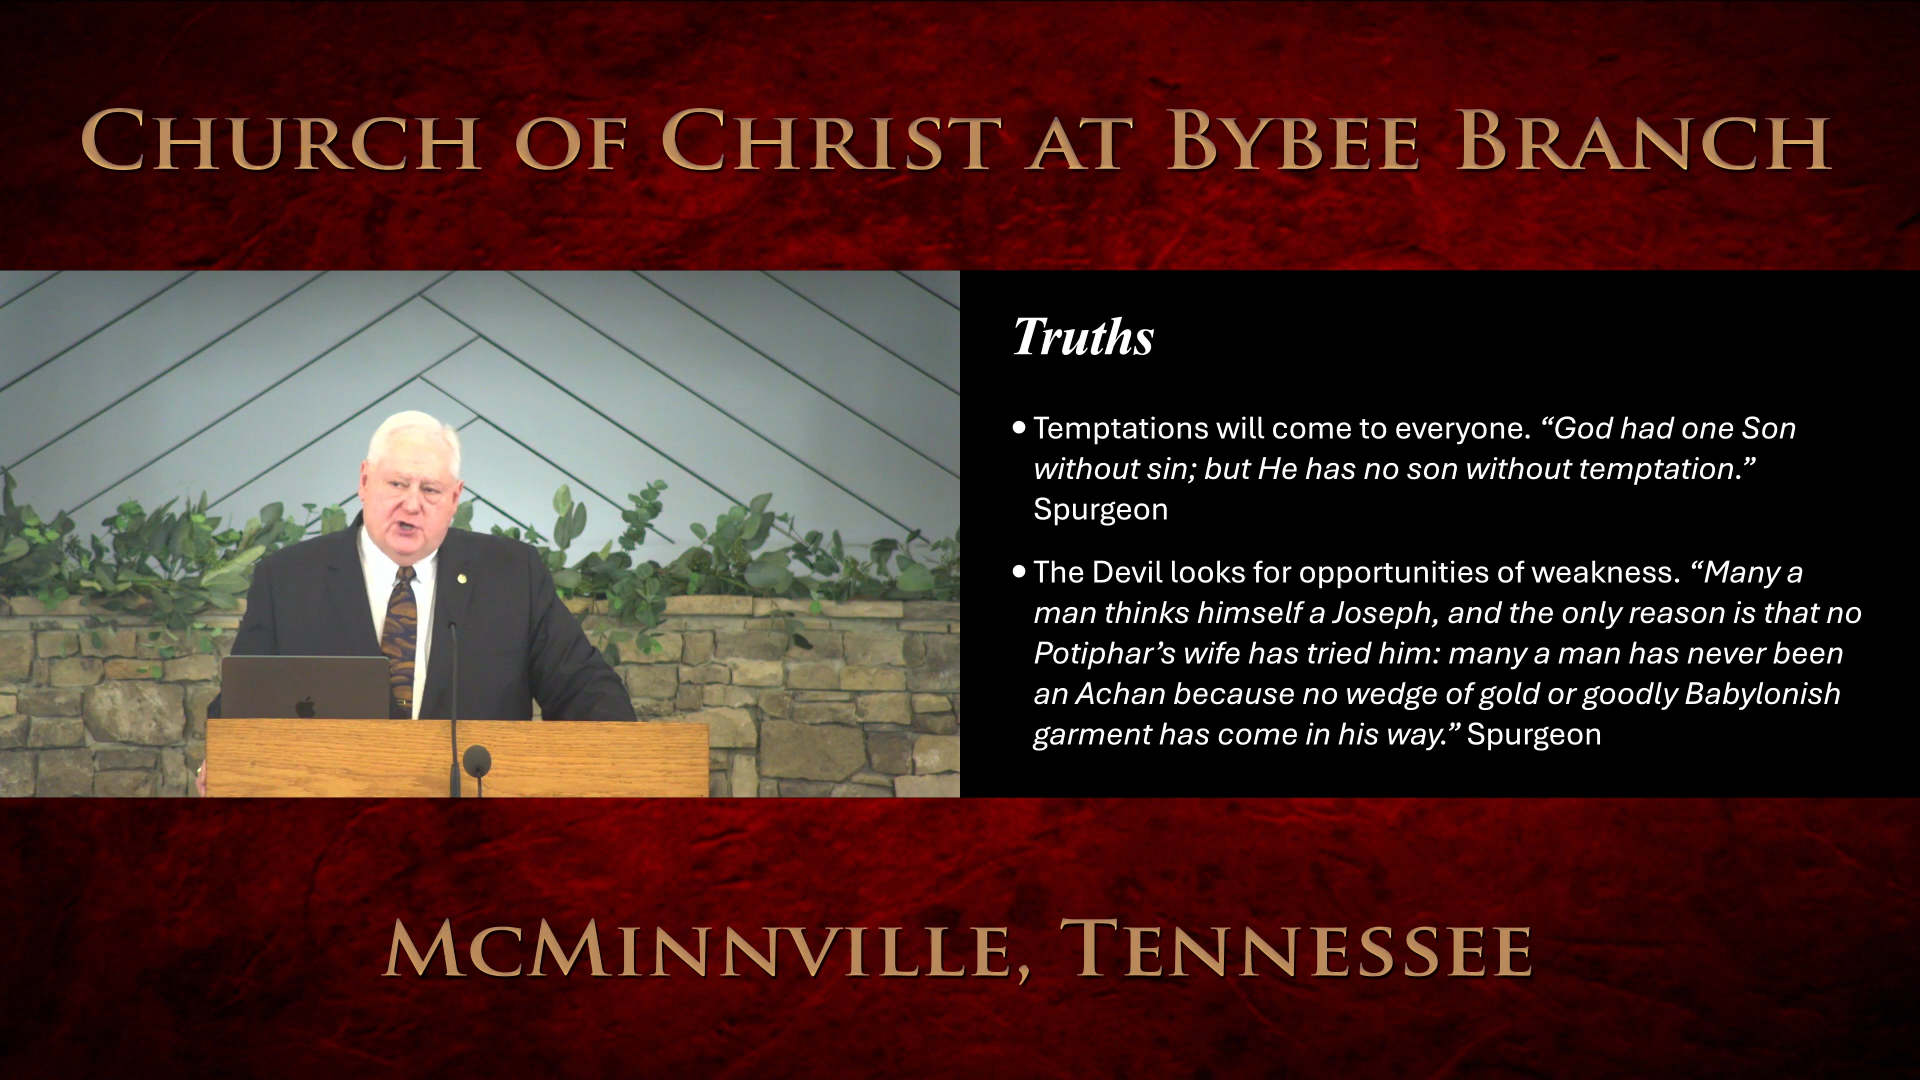 Church of Christ at Bybee Branch
Truths
• Temptations will come to everyone. “God had one Son
without sin; but He has no son without temptation.”
Spurgeon
• The Devil looks for opportunities of weakness. “Many a
man thinks himself a Joseph, and the only reason is that no
Potiphar’s wife has tried him: many a man has never been
an Achan because no wedge of gold or goodly Babylonish
garment has come in his way.” Spurgeon
McMinnville, Tennessee